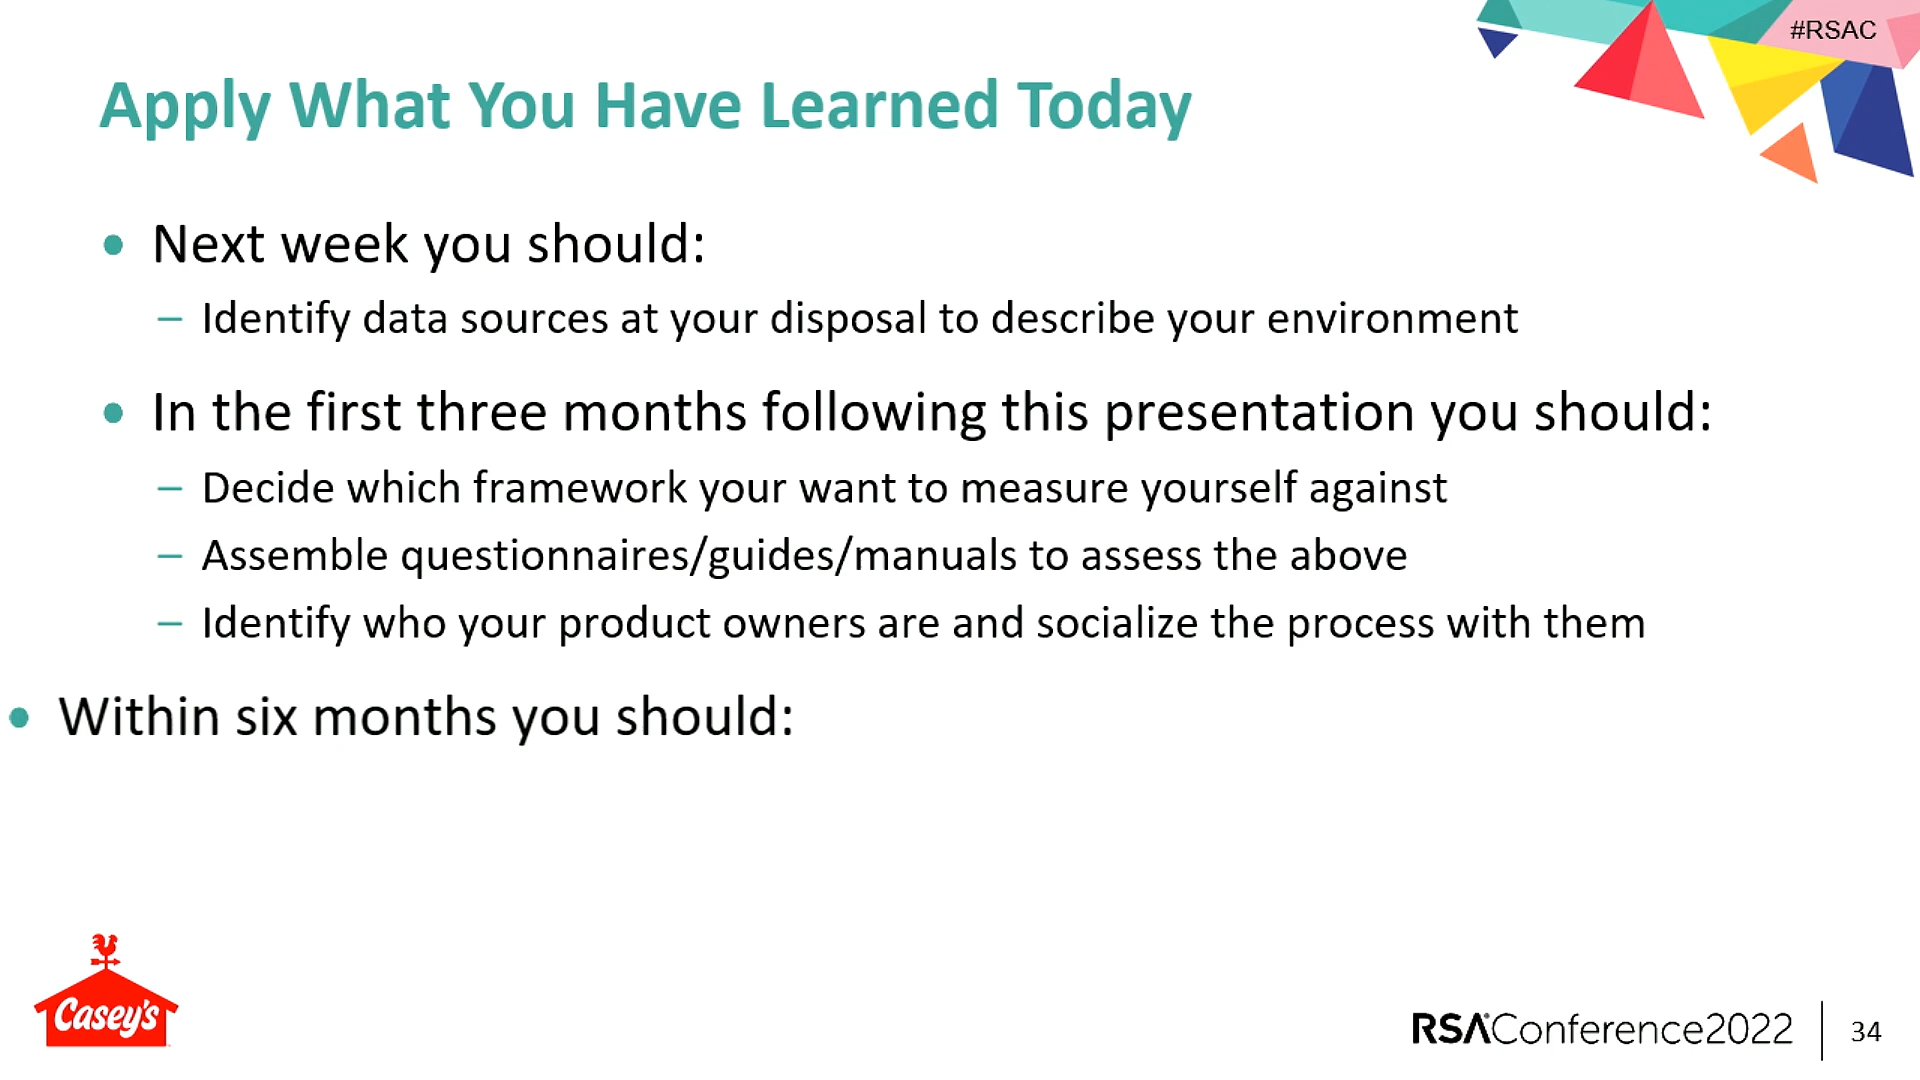 #RSAC
Apply What You Have Learned Today
• Next week you should:
– Identify data sources at your disposal to describe your environment
• In the first three months following this presentation you should:
– Decide which framework your want to measure yourself against
– Assemble questionnaires/guides/manuals to assess the above
– Identify who your product owners are and socialize the process with them
• Within six months you should:
Casey's
RSAConference2022
34